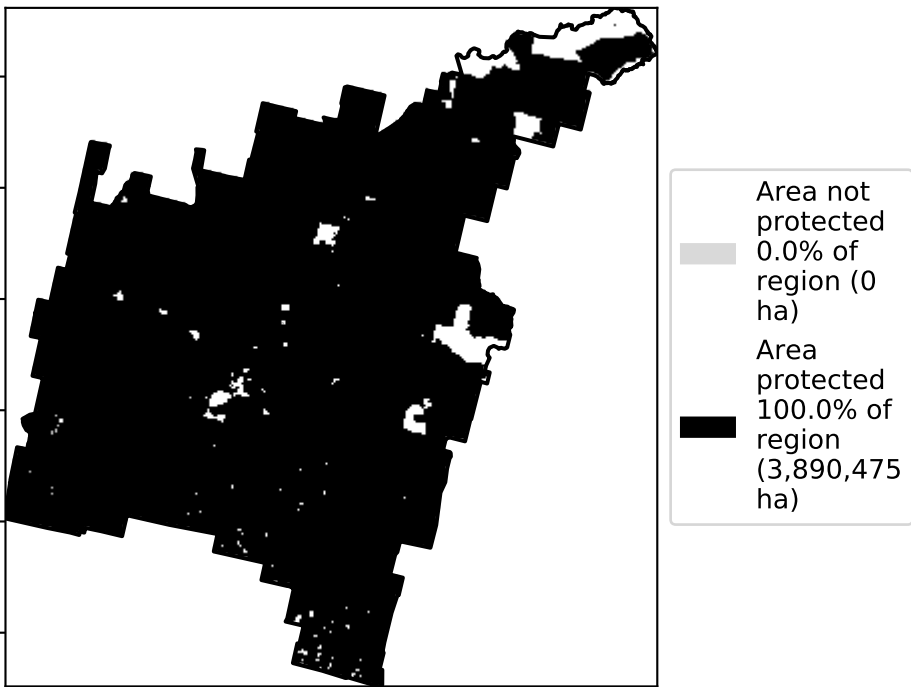 Area not
protected
0.0% of
region (0
ha)
Area
protected
100.0% of
region
(3,890,475
ha)